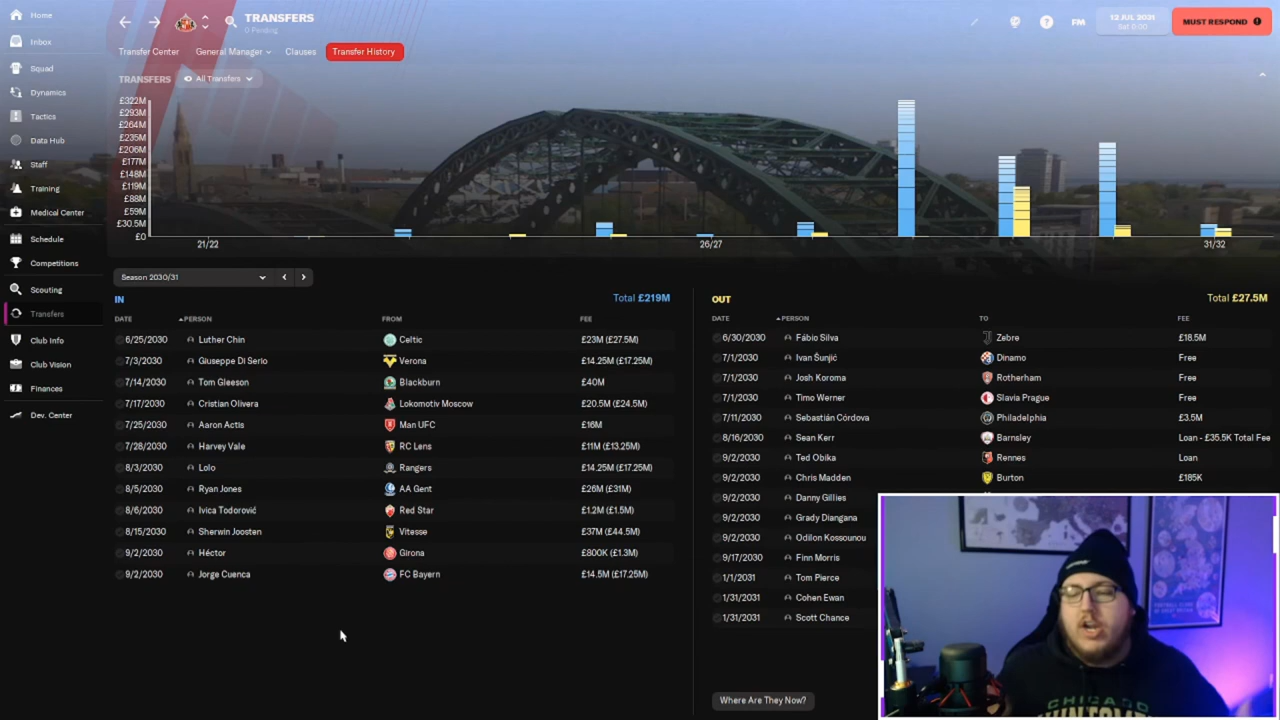 Home
TRANSFERS
0 Pending
FM
12 JUL 2031
Sat 0:00
MUST RESPOND
Inbox
Transfer Center General Manager Clauses Transfer History
Squad
TRANSFERS All Transfers
Dynamics
£322M
£293M
Tactics
£264M
£235M
Data Hub
£206M
£177M
Staff
£148M
£119M
Training
£88M
£59M
Medical Center
£30.5M
£0
Schedule
21/22 26/27 31/32
Competitions
Season 2030/31
Scouting
IN Total £219M
OUT Total £27.5M
Transfers
DATE PERSON FROM FEE
DATE PERSON TO FEE
Club Info
6/25/2030 Luther Chin Celtic £23M (£27.5M)
6/30/2030 Fábio Silva Zebre £18.5M
Club Vision
7/3/2030 Giuseppe Di Serio Verona £14.25M (£17.25M)
7/1/2030 Ivan Šunjić Dinamo Free
Finances
7/14/2030 Tom Gleeson Blackburn £40M
7/1/2030 Josh Koroma Rotherham Free
7/17/2030 Cristian Olivera Lokomotiv Moscow £20.5M (£24.5M)
7/1/2030 Timo Werner Slavia Prague Free
Dev. Center
7/25/2030 Aaron Actis Man UFC £16M
7/11/2030 Sebastián Córdova Philadelphia £3.5M
7/28/2030 Harvey Vale RC Lens £11M (£13.25M)
8/16/2030 Sean Kerr Barnsley Loan - £35.5K Total Fee
8/3/2030 Lolo Rangers £14.25M (£17.25M)
9/2/2030 Ted Obika Rennes Loan
8/5/2030 Ryan Jones AA Gent £26M (£31M)
9/2/2030 Chris Madden Burton £185K
8/6/2030 Ivica Todorović Red Star £1.2M (£1.5M)
9/2/2030 Danny Gillies
8/15/2030 Sherwin Joosten Vitesse £37M (£44.5M)
9/2/2030 Grady Diangana
9/2/2030 Héctor Girona £800K (£1.3M)
9/2/2030 Odilon Kossounou
9/2/2030 Jorge Cuenca FC Bayern £14.5M (£17.25M)
9/17/2030 Finn Morris
1/1/2031 Tom Pierce
1/31/2031 Cohen Ewan
1/31/2031 Scott Chance
Where Are They Now?
CHICAGO